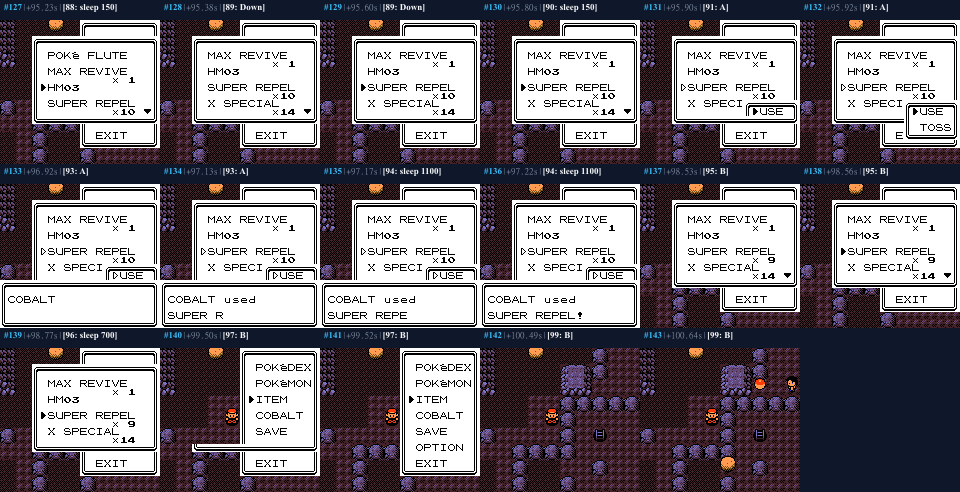 #127 |+95.23s| [88: sleep 150]
POKé FLUTE
MAX REVIVE
× 1
▶HM03
SUPER REPEL
×10 ▼
EXIT
#128 |+95.38s| [89: Down]
MAX REVIVE
× 1
HM03
SUPER REPEL
×10
X SPECIAL
×14 ▼
EXIT
#129 |+95.60s| [89: Down]
MAX REVIVE
× 1
HM03
▶SUPER REPEL
×10
X SPECIAL
×14 ▼
EXIT
#130 |+95.80s| [90: sleep 150]
MAX REVIVE
× 1
HM03
▶SUPER REPEL
×10
X SPECIAL
×14 ▼
EXIT
#131 |+95.90s| [91: A]
MAX REVIVE
× 1
HM03
▷SUPER REPEL
×10
X SPECI
▶USE
EXIT
#132 |+95.92s| [91: A]
MAX REVIVE
× 1
HM03
▷SUPER REPEL
×10
X SPECI
▶USE
TOSS
E
#133 |+96.92s| [93: A]
MAX REVIVE
× 1
HM03
▷SUPER REPEL
×10
X SPECI
▷USE
COBALT
#134 |+97.13s| [93: A]
MAX REVIVE
× 1
HM03
▷SUPER REPEL
×10
X SPECI
▷USE
COBALT used
SUPER R
#135 |+97.17s| [94: sleep 1100]
MAX REVIVE
× 1
HM03
▷SUPER REPEL
×10
X SPECI
▷USE
COBALT used
SUPER REPE
#136 |+97.22s| [94: sleep 1100]
MAX REVIVE
× 1
HM03
▷SUPER REPEL
×10
X SPECI
▷USE
COBALT used
SUPER REPEL!
#137 |+98.53s| [95: B]
MAX REVIVE
× 1
HM03
SUPER REPEL
× 9
X SPECIAL
×14 ▼
EXIT
#138 |+98.56s| [95: B]
MAX REVIVE
× 1
HM03
▶SUPER REPEL
× 9
X SPECIAL
×14 ▼
EXIT
#139 |+98.77s| [96: sleep 700]
MAX REVIVE
× 1
HM03
▶SUPER REPEL
× 9
X SPECIAL
×14
EXIT
#140 |+99.50s| [97: B]
POKéDEX
POKéMON
▶ITEM
COBALT
SAVE
EXIT
#141 |+99.52s| [97: B]
POKéDEX
POKéMON
▶ITEM
COBALT
SAVE
OPTION
EXIT
#142 |+100.49s| [99: B]
#143 |+100.64s| [99: B]